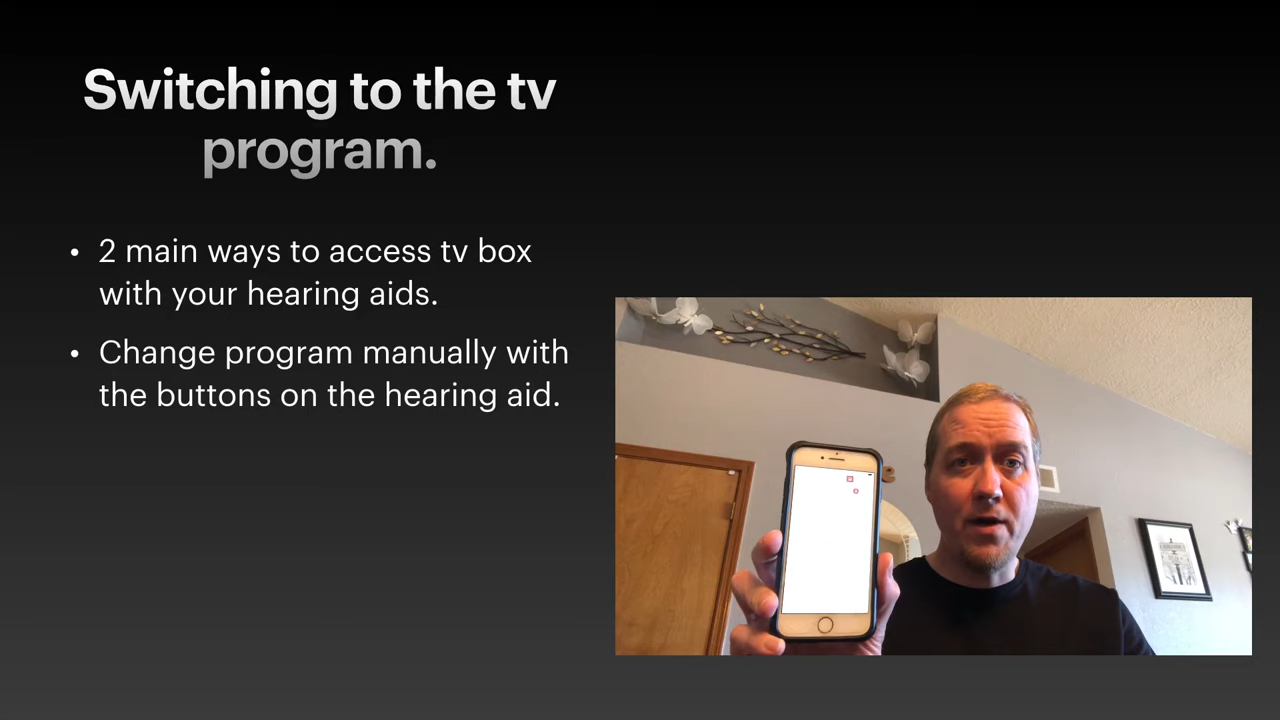 Switching to the tv
program.
• 2 main ways to access tv box
with your hearing aids.
• Change program manually with
the buttons on the hearing aid.